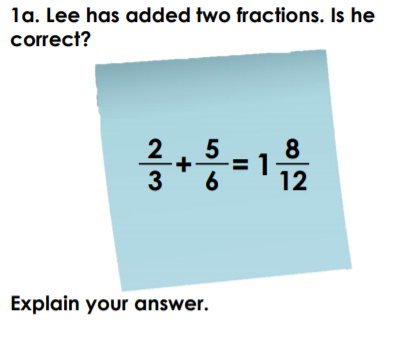 1a. Lee has added two fractions. Is he
correct?
2/3 + 5/6 = 1 8/12
Explain your answer.